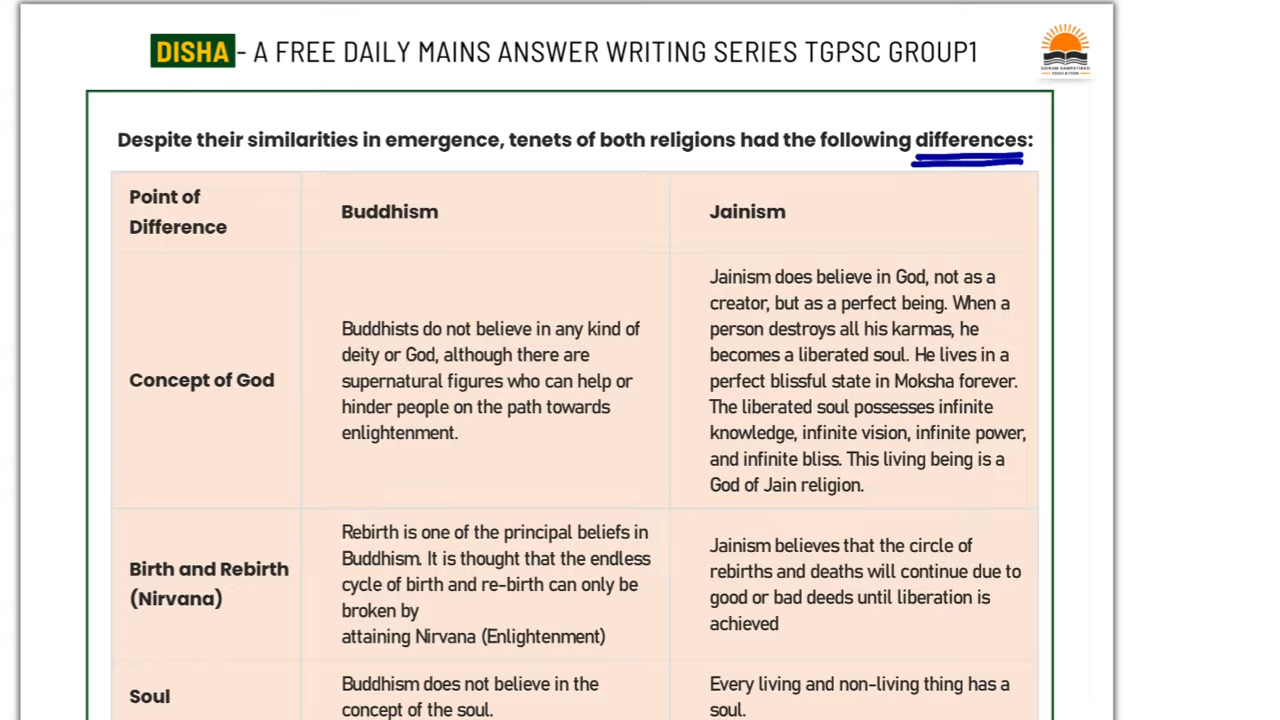 DISHA - A FREE DAILY MAINS ANSWER WRITING SERIES TGPSC GROUP1
SAIRAM SAMPATHIRAO
EDUCATION
Despite their similarities in emergence, tenets of both religions had the following differences:
Point of
Difference
Buddhism
Jainism
Concept of God
Buddhists do not believe in any kind of
deity or God, although there are
supernatural figures who can help or
hinder people on the path towards
enlightenment.
Jainism does believe in God, not as a
creator, but as a perfect being. When a
person destroys all his karmas, he
becomes a liberated soul. He lives in a
perfect blissful state in Moksha forever.
The liberated soul possesses infinite
knowledge, infinite vision, infinite power,
and infinite bliss. This living being is a
God of Jain religion.
Birth and Rebirth
(Nirvana)
Rebirth is one of the principal beliefs in
Buddhism. It is thought that the endless
cycle of birth and re-birth can only be
broken by
attaining Nirvana (Enlightenment)
Jainism believes that the circle of
rebirths and deaths will continue due to
good or bad deeds until liberation is
achieved
Soul
Buddhism does not believe in the
concept of the soul.
Every living and non-living thing has a
soul.